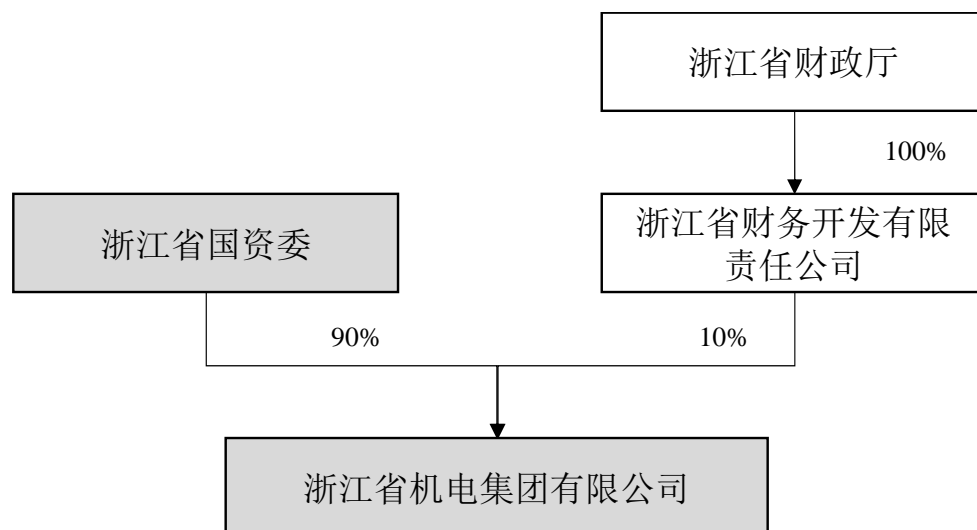 浙江省财政厅
100%
浙江省国资委
浙江省财务开发有限
责任公司
90%
10%
浙江省机电集团有限公司